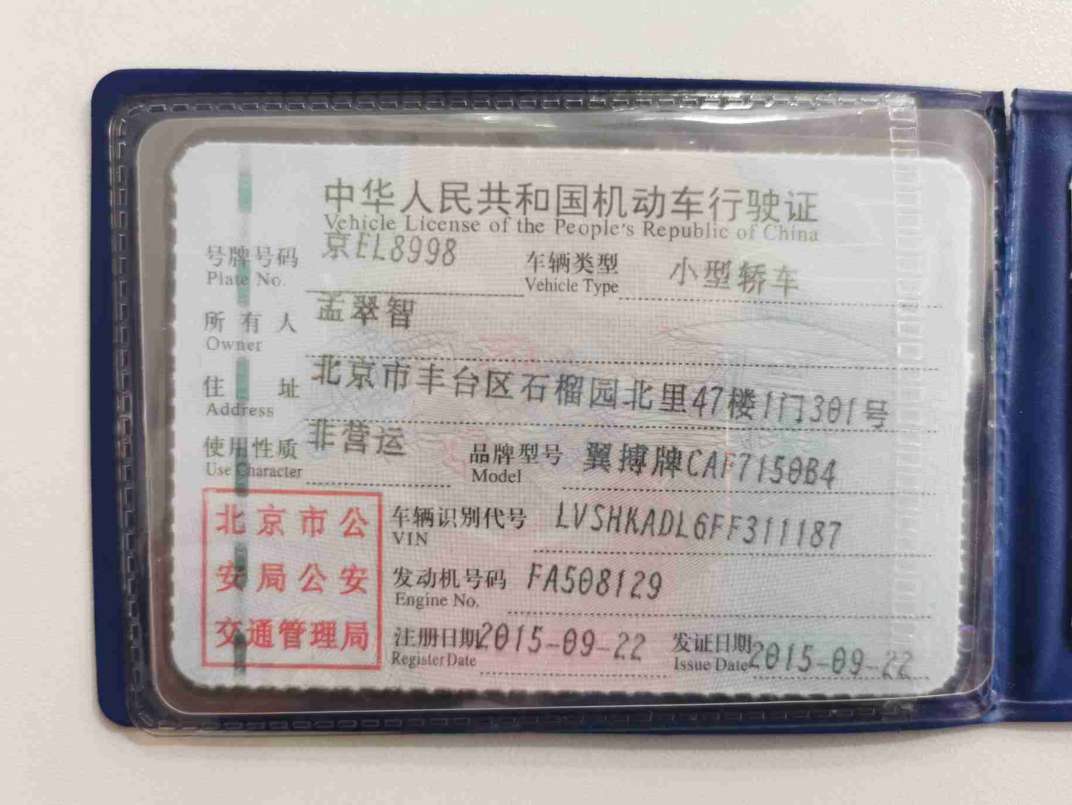 中华人民共和国机动车行驶证
Vehicle License of the People's Republic of China
号牌号码 京EL8998 车辆类型 小型轿车
Plate No. Vehicle Type
所有人 孟翠智
Owner
住址 北京市丰台区石榴园北里47楼1门301号
Address
使用性质 非营运 品牌型号 翼搏牌CAF7150B4
Use Character Model
北京市公
安局公安
交通管理局
车辆识别代号 LVSHKADL6FF311187
VIN
发动机号码 FA508129
Engine No.
注册日期 2015-09-22 发证日期 2015-09-22
Register Date Issue Date